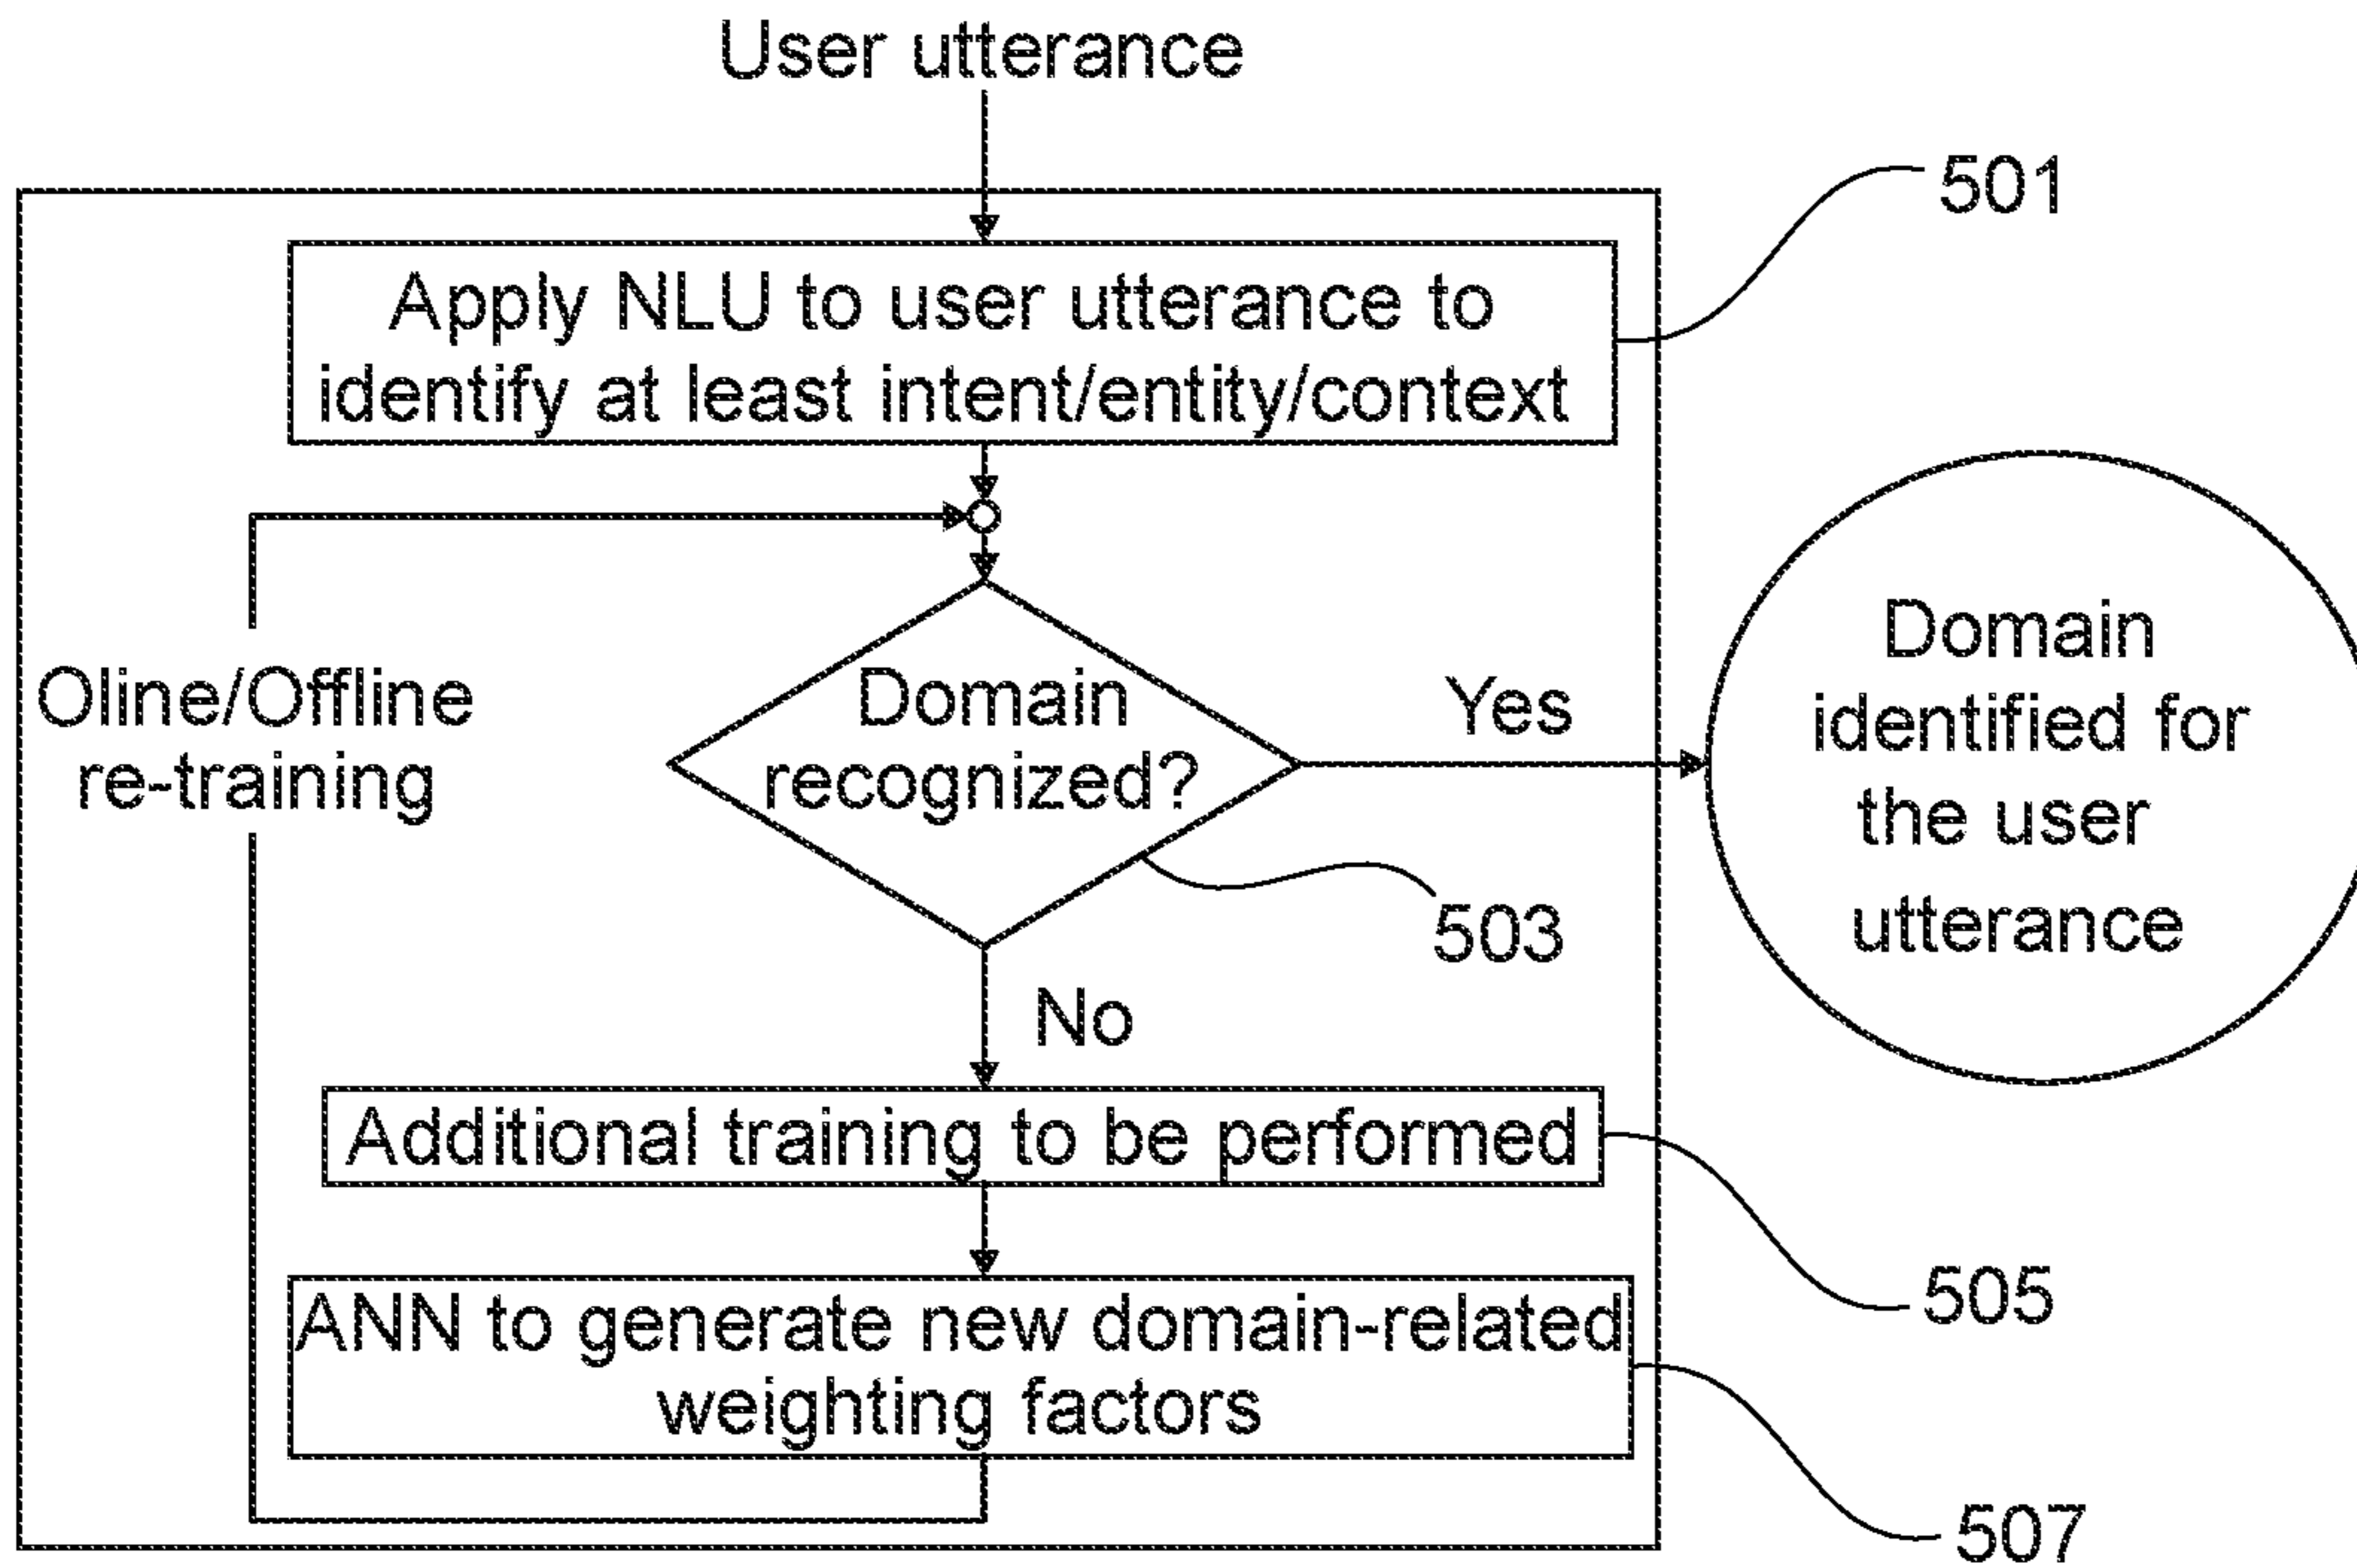 User utterance
501
Apply NLU to user utterance to
identify at least intent/entity/context
Oline/Offline
re-training
Domain
recognized?
Yes
Domain
identified for
the user
utterance
503
No
Additional training to be performed
505
ANN to generate new domain-related
weighting factors
507